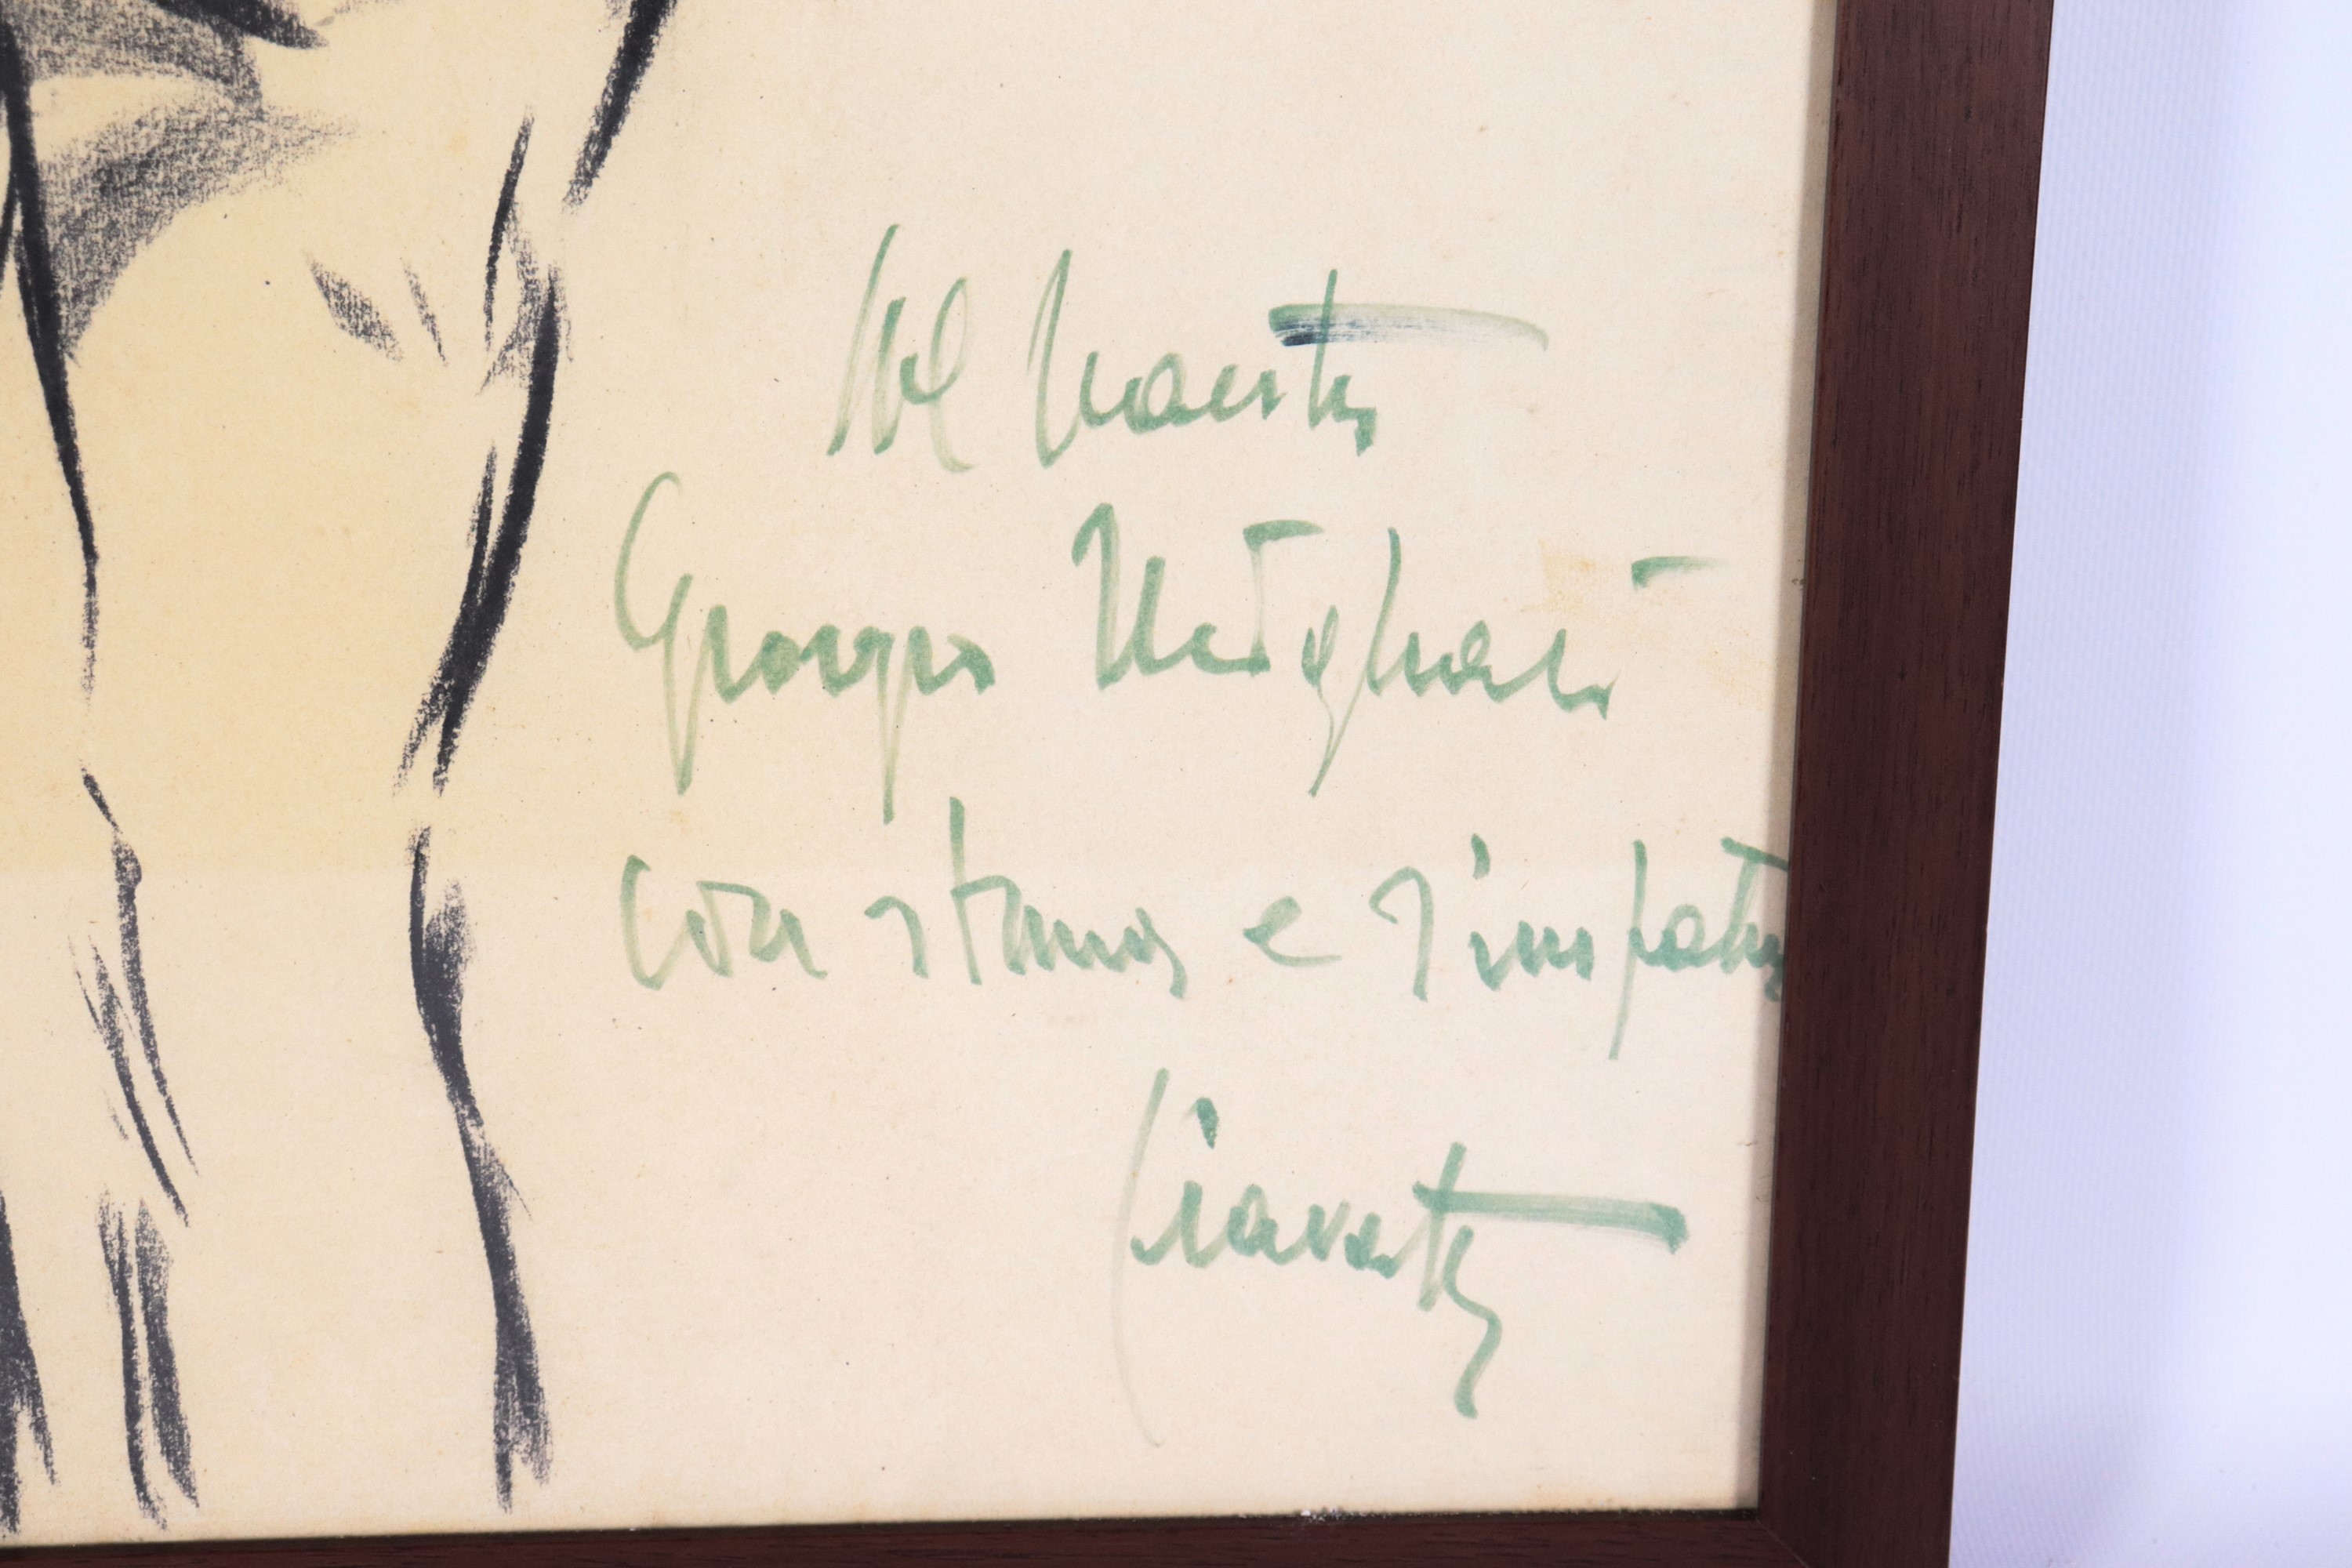 Al Maestro
Giorgio
con stima e simpatia